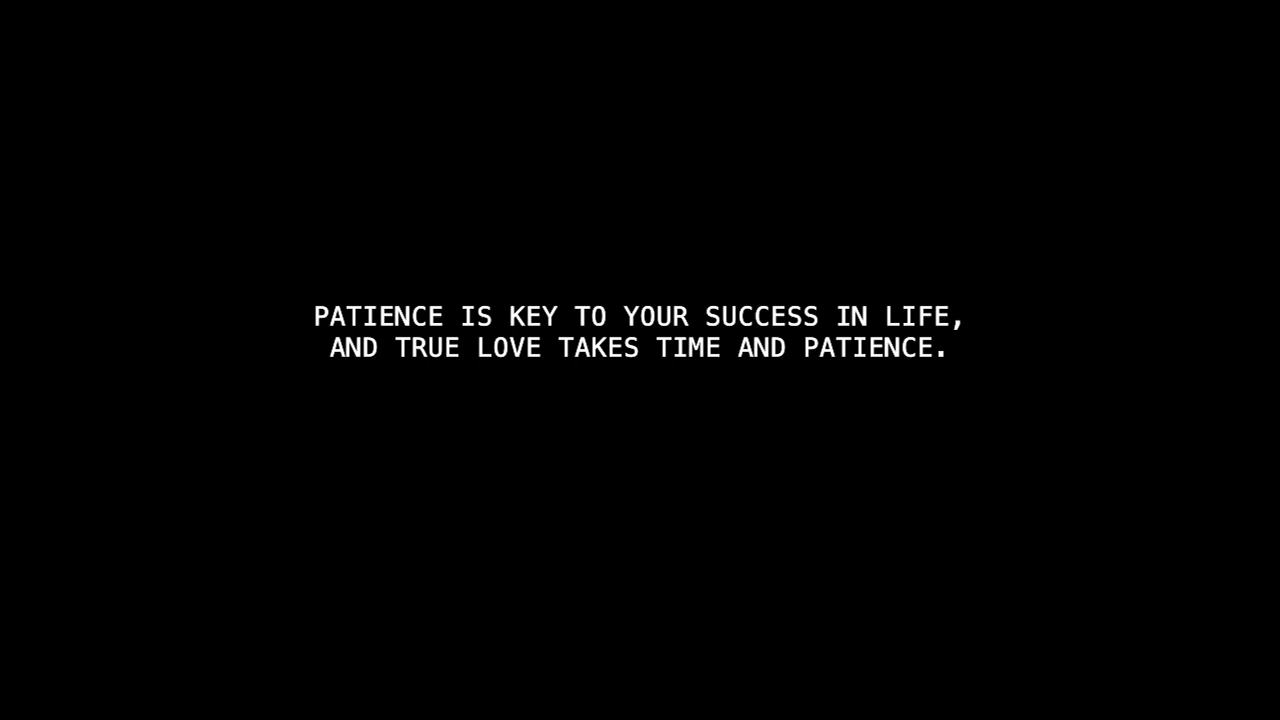 PATIENCE IS KEY TO YOUR SUCCESS IN LIFE,
AND TRUE LOVE TAKES TIME AND PATIENCE.